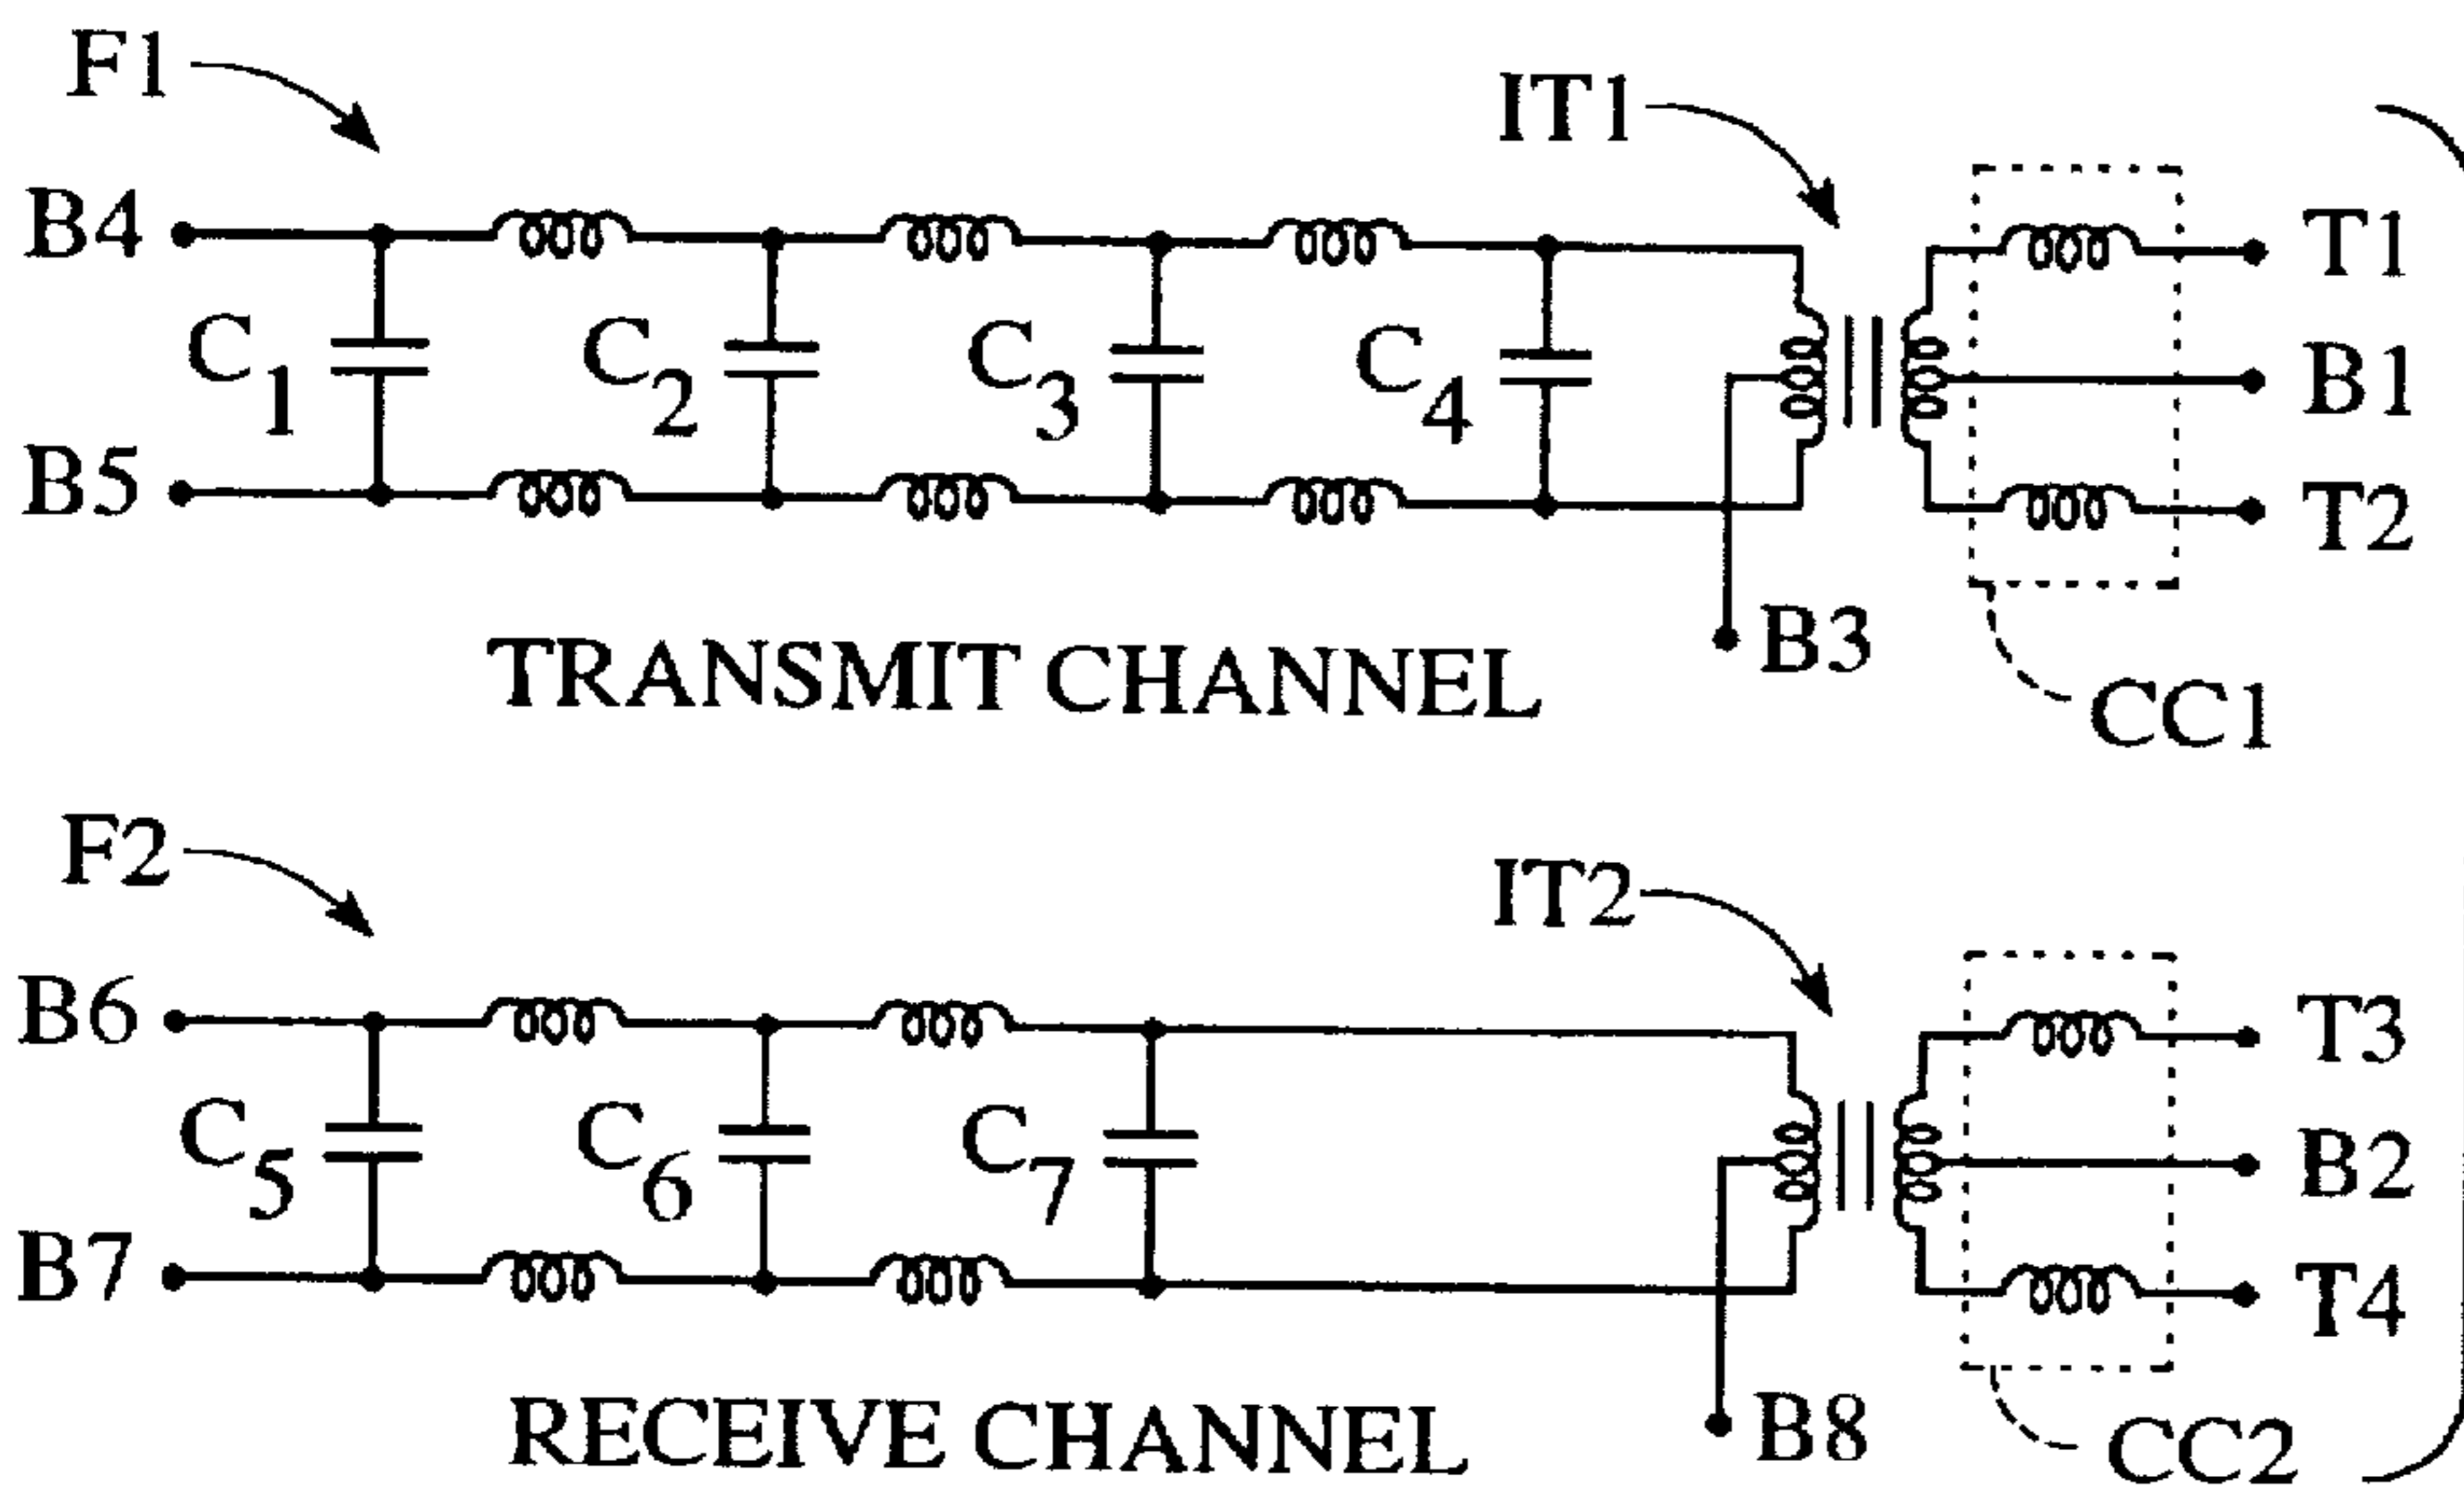 F1
IT1
B4
T1
C1
C2
C3
C4
B1
B5
T2
B3
TRANSMIT CHANNEL
CC1
F2
IT2
B6
T3
C5
C6
C7
B2
B7
T4
B8
RECEIVE CHANNEL
CC2